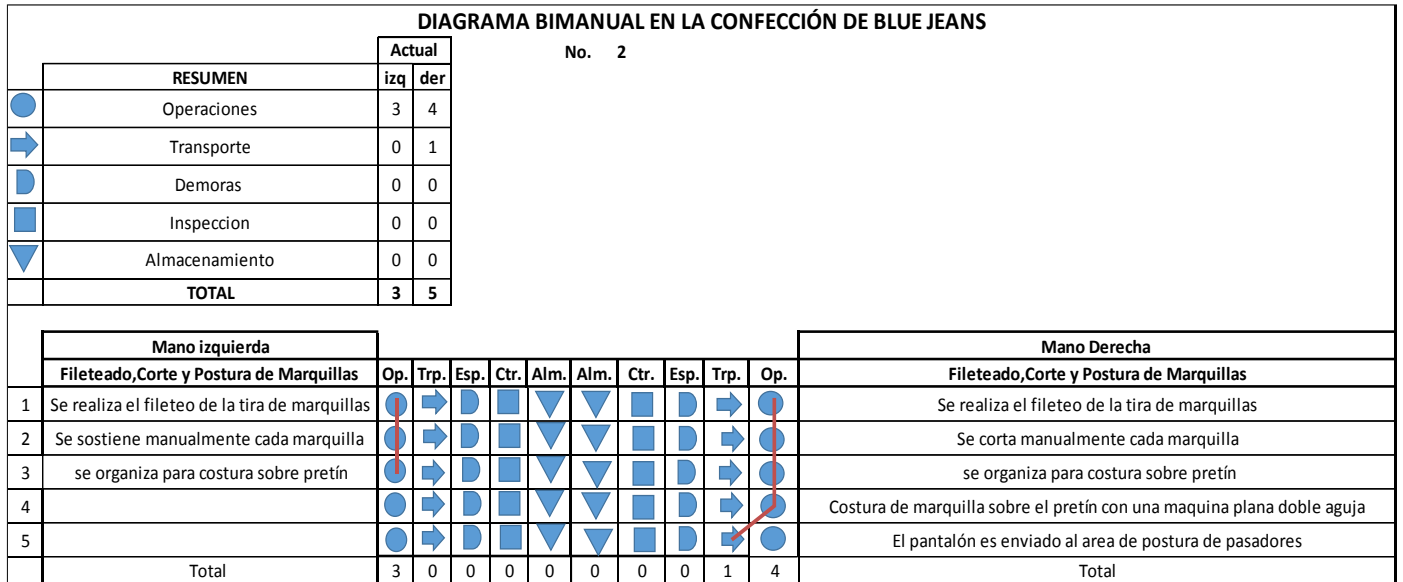 DIAGRAMA BIMANUAL EN LA CONFECCIÓN DE BLUE JEANS
Actual No. 2
RESUMEN izq der
Operaciones 3 4
Transporte 0 1
Demoras 0 0
Inspeccion 0 0
Almacenamiento 0 0
TOTAL 3 5
Mano izquierda Mano Derecha
Fileteado,Corte y Postura de Marquillas Op. Trp. Esp. Ctr. Alm. Alm. Ctr. Esp. Trp. Op. Fileteado,Corte y Postura de Marquillas
1 Se realiza el fileteo de la tira de marquillas Se realiza el fileteo de la tira de marquillas
2 Se sostiene manualmente cada marquilla Se corta manualmente cada marquilla
3 se organiza para costura sobre pretín se organiza para costura sobre pretín
4 Costura de marquilla sobre el pretín con una maquina plana doble aguja
5 El pantalón es enviado al area de postura de pasadores
Total 3 0 0 0 0 0 0 0 1 4 Total